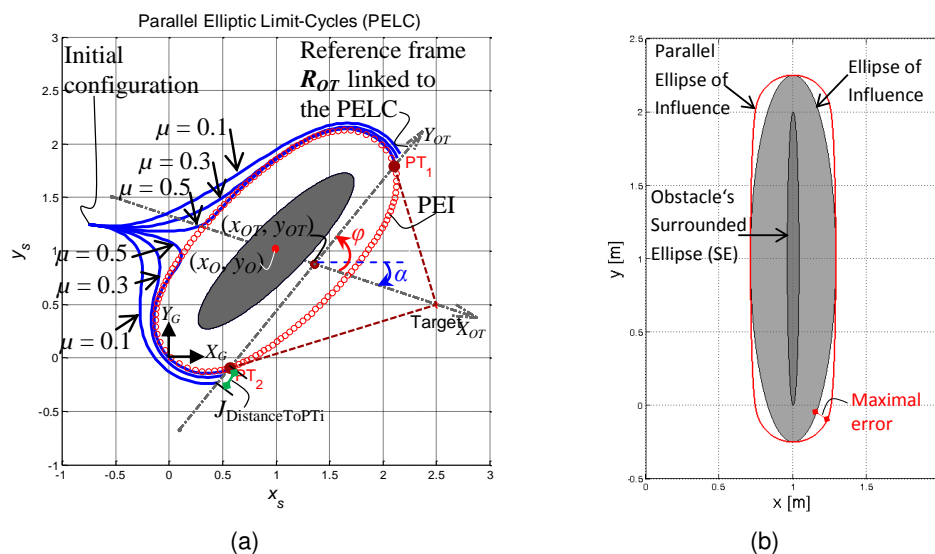 Parallel Elliptic Limit-Cycles (PELC)
Initial
configuration
Reference frame
R_OT linked to
the PELC
μ = 0.1
μ = 0.3
μ = 0.5
Y_OT
PT_1
PEI
(x_OT, y_OT)
(x_O, y_O)
φ
α
μ = 0.5
μ = 0.3
μ = 0.1
Y_G
X_G
Target
X_OT
PT_2
J_DistanceToPTi
y_s
3
2.5
2
1.5
1
0.5
0
-0.5
-1
-1
-0.5
0
0.5
1
1.5
2
2.5
3
x_s
(a)
Parallel
Ellipse of
Influence
Ellipse of
Influence
Obstacle‘s
Surrounded
Ellipse (SE)
Maximal
error
y [m]
2.5
2
1.5
1
0.5
0
-0.5
0
0.5
1
1.5
2
x [m]
(b)